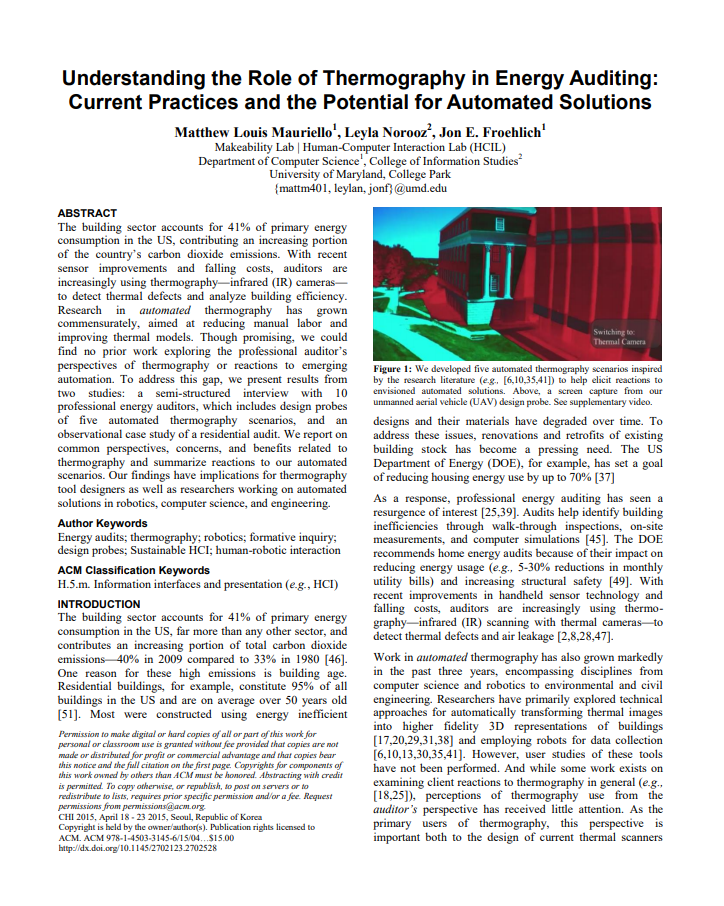 Understanding the Role of Thermography in Energy Auditing:
Current Practices and the Potential for Automated Solutions
Matthew Louis Mauriello1, Leyla Norooz2, Jon E. Froehlich1
Makeability Lab | Human-Computer Interaction Lab (HCIL)
Department of Computer Science1, College of Information Studies2
University of Maryland, College Park
{mattm401, leylan, jonf}@umd.edu
ABSTRACT
The building sector accounts for 41% of primary energy
consumption in the US, contributing an increasing portion
of the country's carbon dioxide emissions. With recent
sensor improvements and falling costs, auditors are
increasingly using thermography—infrared (IR) cameras—
to detect thermal defects and analyze building efficiency.
Research in automated thermography has grown
commensurately, aimed at reducing manual labor and
improving thermal models. Though promising, we could
find no prior work exploring the professional auditor's
perspectives of thermography or reactions to emerging
automation. To address this gap, we present results from
two studies: a semi-structured interview with 10
professional energy auditors, which includes design probes
of five automated thermography scenarios, and an
observational case study of a residential audit. We report on
common perspectives, concerns, and benefits related to
thermography and summarize reactions to our automated
scenarios. Our findings have implications for thermography
tool designers as well as researchers working on automated
solutions in robotics, computer science, and engineering.
Author Keywords
Energy audits; thermography; robotics; formative inquiry;
design probes; Sustainable HCI; human-robotic interaction
ACM Classification Keywords
H.5.m. Information interfaces and presentation (e.g., HCI)
INTRODUCTION
The building sector accounts for 41% of primary energy
consumption in the US, far more than any other sector, and
contributes an increasing portion of total carbon dioxide
emissions—40% in 2009 compared to 33% in 1980 [46].
One reason for these high emissions is building age.
Residential buildings, for example, constitute 95% of all
buildings in the US and are on average over 50 years old
[51]. Most were constructed using energy inefficient
Permission to make digital or hard copies of all or part of this work for
personal or classroom use is granted without fee provided that copies are not
made or distributed for profit or commercial advantage and that copies bear
this notice and the full citation on the first page. Copyrights for components of
this work owned by others than ACM must be honored. Abstracting with credit
is permitted. To copy otherwise, or republish, to post on servers or to
redistribute to lists, requires prior specific permission and/or a fee. Request
permissions from permissions@acm.org.
CHI 2015, April 18 - 23 2015, Seoul, Republic of Korea
Copyright is held by the owner/author(s). Publication rights licensed to
ACM. ACM 978-1-4503-3145-6/15/04…$15.00
http://dx.doi.org/10.1145/2702123.2702528
Switching to:
Thermal Camera
Figure 1: We developed five automated thermography scenarios inspired
by the research literature (e.g., [6,10,35,41]) to help elicit reactions to
envisioned automated solutions. Above, a screen capture from our
unmanned aerial vehicle (UAV) design probe. See supplementary video.
designs and their materials have degraded over time. To
address these issues, renovations and retrofits of existing
building stock has become a pressing need. The US
Department of Energy (DOE), for example, has set a goal
of reducing housing energy use by up to 70% [37]
As a response, professional energy auditing has seen a
resurgence of interest [25,39]. Audits help identify building
inefficiencies through walk-through inspections, on-site
measurements, and computer simulations [45]. The DOE
recommends home energy audits because of their impact on
reducing energy usage (e.g., 5-30% reductions in monthly
utility bills) and increasing structural safety [49]. With
recent improvements in handheld sensor technology and
falling costs, auditors are increasingly using thermo-
graphy—infrared (IR) scanning with thermal cameras—to
detect thermal defects and air leakage [2,8,28,47].
Work in automated thermography has also grown markedly
in the past three years, encompassing disciplines from
computer science and robotics to environmental and civil
engineering. Researchers have primarily explored technical
approaches for automatically transforming thermal images
into higher fidelity 3D representations of buildings
[17,20,29,31,38] and employing robots for data collection
[6,10,13,30,35,41]. However, user studies of these tools
have not been performed. And while some work exists on
examining client reactions to thermography in general (e.g.,
[18,25]), perceptions of thermography use from the
auditor's perspective has received little attention. As the
primary users of thermography, this perspective is
important both to the design of current thermal scanners